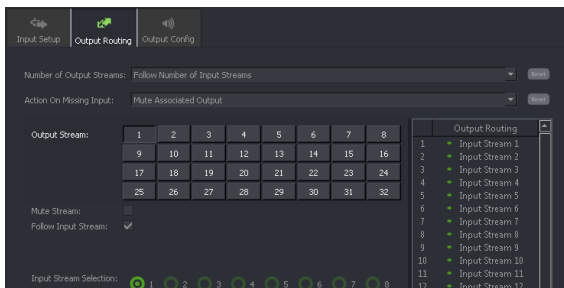 Input Setup
Output Routing
Output Config
Number of Output Streams: Follow Number of Input Streams Reset
Action On Missing Input: Mute Associated Output Reset
Output Stream: 1 2 3 4 5 6 7 8
9 10 11 12 13 14 15 16
17 18 19 20 21 22 23 24
25 26 27 28 29 30 31 32
Mute Stream:
Follow Input Stream:
Input Stream Selection: 1 2 3 4 5 6 7 8
Output Routing
1 Input Stream 1
2 Input Stream 2
3 Input Stream 3
4 Input Stream 4
5 Input Stream 5
6 Input Stream 6
7 Input Stream 7
8 Input Stream 8
9 Input Stream 9
10 Input Stream 10
11 Input Stream 11
12 Input Stream 12